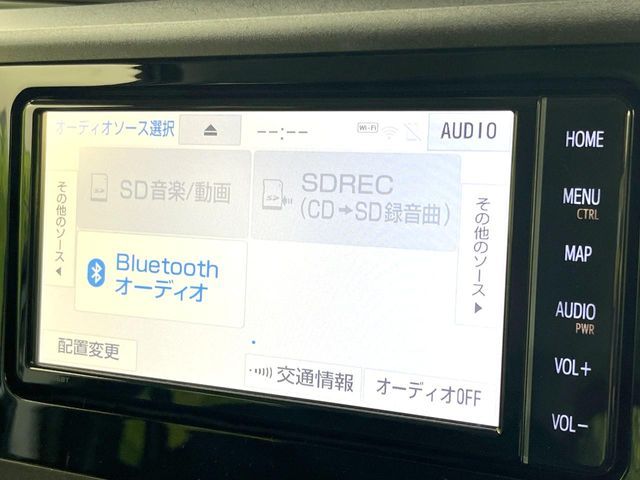 オーディオソース選択
--:--
Wi-Fi
AUDIO
その他のソース◀
SD音楽/動画
SD
SDREC
(CD→SD録音曲)
その他のソース▶
Bluetooth
オーディオ
配置変更
交通情報
オーディオOFF
HOME
MENU
CTRL
MAP
AUDIO
PWR
VOL+
VOL-